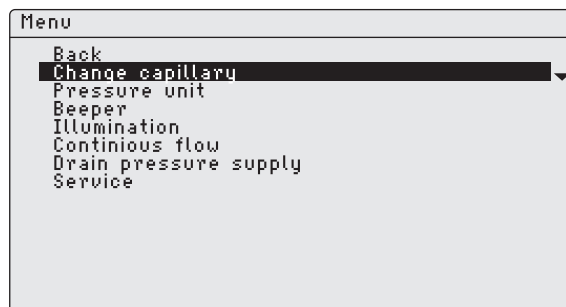 Menu
Back
Change capillary
Pressure unit
Beeper
Illumination
Continious flow
Drain pressure supply
Service